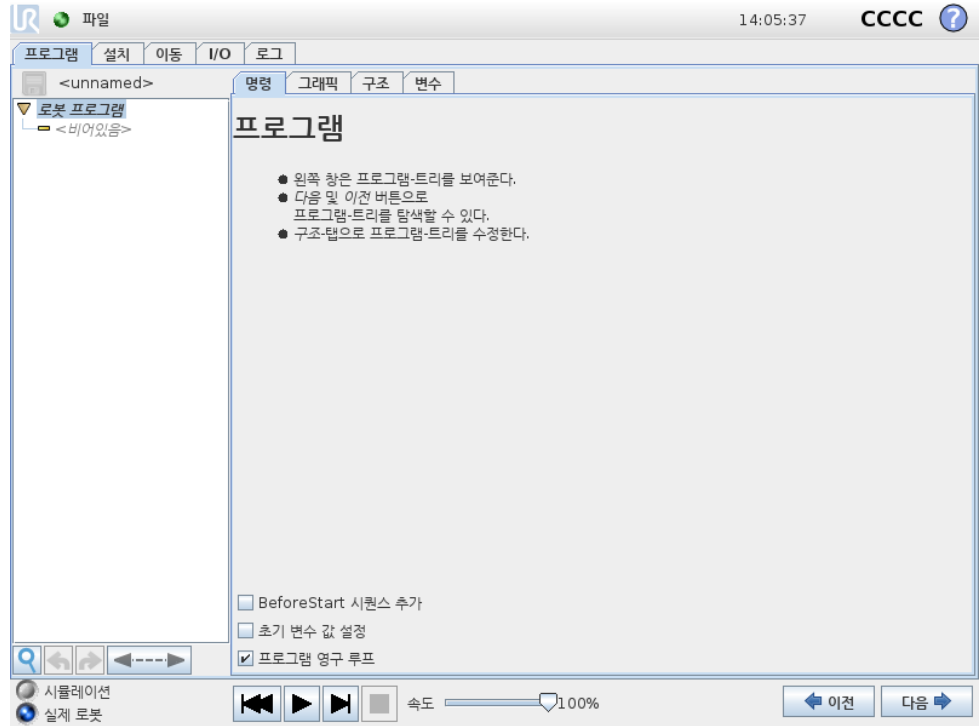 UR 파일 14:05:37 CCCC ?
프로그램 설치 이동 I/O 로그
<unnamed> 명령 그래픽 구조 변수
로봇 프로그램
<비어있음>
프로그램
왼쪽 창은 프로그램-트리를 보여준다.
다음 및 이전 버튼으로
프로그램-트리를 탐색할 수 있다.
구조-탭으로 프로그램-트리를 수정한다.
BeforeStart 시퀀스 추가
초기 변수 값 설정
프로그램 영구 루프
시뮬레이션
실제 로봇
속도 100% 이전 다음